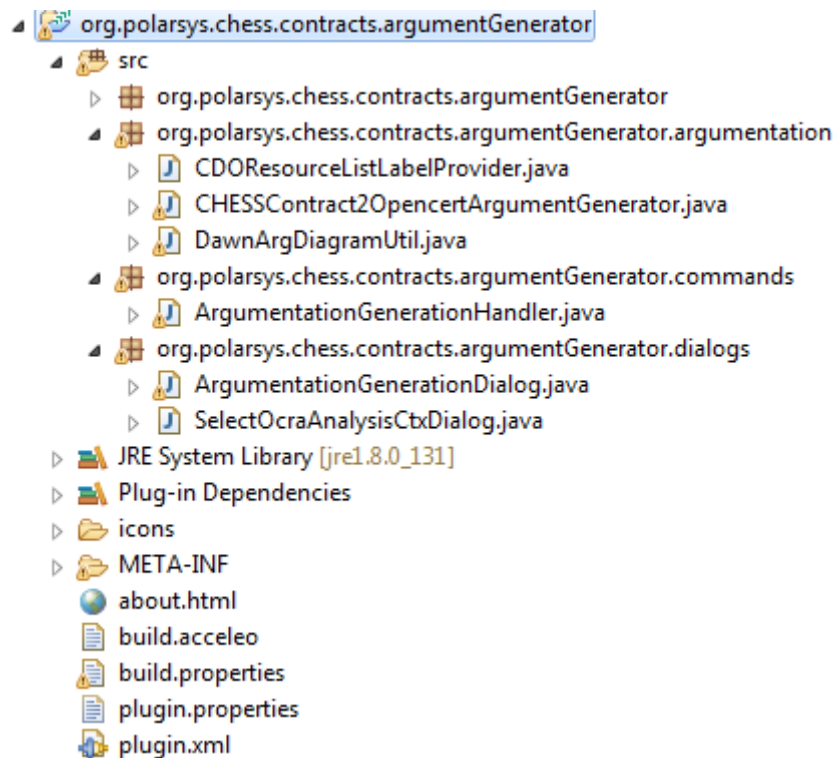 org.polarsys.chess.contracts.argumentGenerator
src
org.polarsys.chess.contracts.argumentGenerator
org.polarsys.chess.contracts.argumentGenerator.argumentation
CDOResourceListLabelProvider.java
CHESSContract2OpencertArgumentGenerator.java
DawnArgDiagramUtil.java
org.polarsys.chess.contracts.argumentGenerator.commands
ArgumentationGenerationHandler.java
org.polarsys.chess.contracts.argumentGenerator.dialogs
ArgumentationGenerationDialog.java
SelectOcraAnalysisCtxDialog.java
JRE System Library [jre1.8.0_131]
Plug-in Dependencies
icons
META-INF
about.html
build.acceleo
build.properties
plugin.properties
plugin.xml